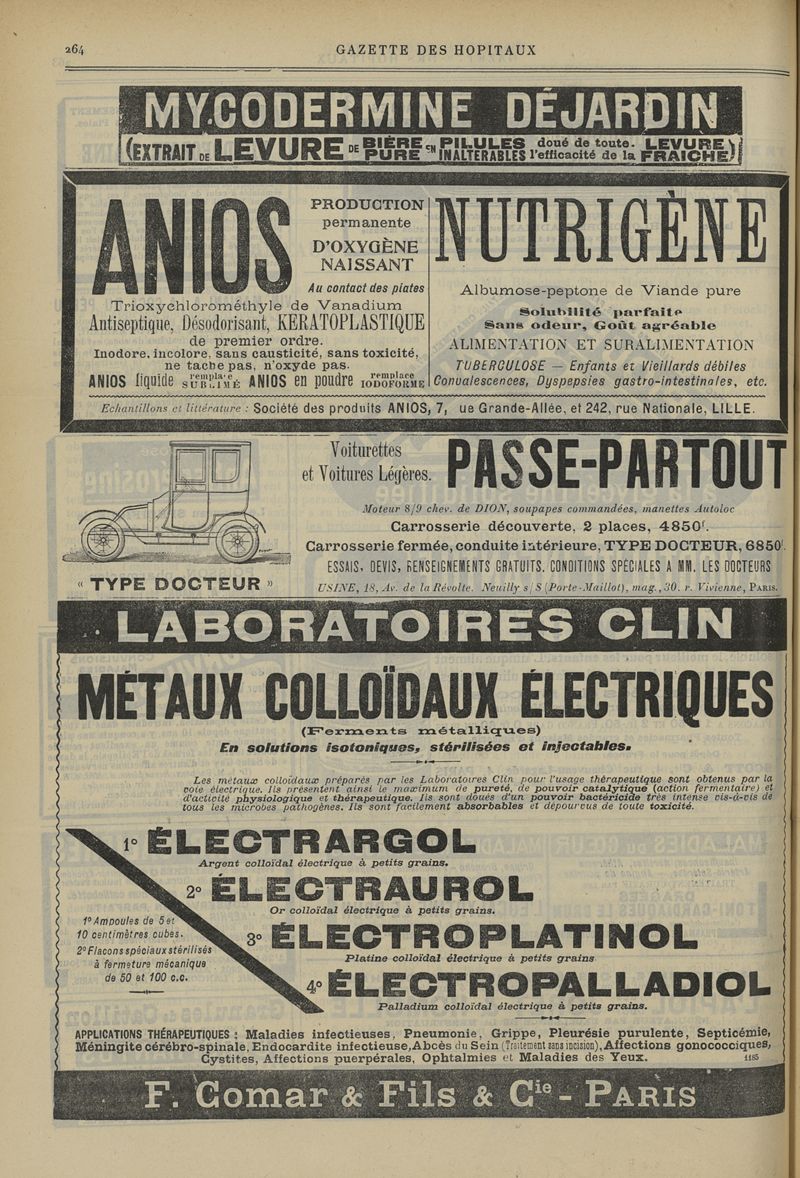 264
GAZETTE DES HOPITAUX
MYCODERMINE DÉJARDIN
(EXTRAIT DE LEVURE DE BIÈRE PURE EN PILULES INALTERABLES doué de toute l'efficacité de la LEVURE FRAICHE)
ANIOS
PRODUCTION
permanente
D'OXYGÈNE
NAISSANT
Au contact des plaies
Trioxychlorométhyle de Vanadium
Antiseptique, Désodorisant, KERATOPLASTIQUE
de premier ordre.
Inodore, incolore, sans causticité, sans toxicité,
ne tache pas, n'oxyde pas.
ANIOS liquide remplace SUBLIMÉ ANIOS en poudre remplace IODOFORME
NUTRIGÈNE
Albumose-peptone de Viande pure
Solubilité parfaite
Sans odeur, Goût agréable
ALIMENTATION ET SURALIMENTATION
TUBERCULOSE — Enfants et Vieillards débiles
Convalescences, Dyspepsies gastro-intestinales, etc.
Echantillons et littérature : Société des produits ANIOS, 7, ue Grande-Allée, et 242, rue Nationale, LILLE.
Voiturettes
et Voitures Légères.
PASSE-PARTOUT
Moteur 8/9 chev. de DION, soupapes commandées, manettes Autoloc
Carrosserie découverte, 2 places, 4850f.
Carrosserie fermée, conduite intérieure, TYPE DOCTEUR, 6850f
ESSAIS, DEVIS, RENSEIGNEMENTS GRATUITS. CONDITIONS SPÉCIALES A MM. LES DOCTEURS
« TYPE DOCTEUR »
USINE, 18, Av. de la Révolte. Neuilly s/S (Porte-Maillot), mag., 30. r. Vivienne, PARIS.
LABORATOIRES CLIN
MÉTAUX COLLOÏDAUX ÉLECTRIQUES
(Ferments métalliques)
En solutions isotoniques, stérilisées et injectables.
Les métaux colloïdaux préparés par les Laboratoires Clin pour l'usage thérapeutique sont obtenus par la
voie électrique. Ils présentent ainsi le maximum de pureté, de pouvoir catalytique (action fermentaire) et
d'activité physiologique et thérapeutique. Ils sont doués d'un pouvoir bactéricide très intense vis-à-vis de
tous les microbes pathogènes. Ils sont facilement absorbables et dépourvus de toute toxicité.
1° ÉLECTRARGOL
Argent colloïdal électrique à petits grains.
2° ÉLECTRAUROL
Or colloïdal électrique à petits grains.
3° ÉLECTROPLATINOL
Platine colloïdal électrique à petits grains
4° ÉLECTROPALLADIOL
Palladium colloïdal électrique à petits grains.
1° Ampoules de 5 et
10 centimètres cubes.
2° Flacons spéciaux stérilisés
à fermeture mécanique
de 50 et 100 c.c.
APPLICATIONS THÉRAPEUTIQUES : Maladies infectieuses, Pneumonie, Grippe, Pleurésie purulente, Septicémie,
Méningite cérébro-spinale, Endocardite infectieuse, Abcès du Sein (Traitement sans incision), Affections gonococciques,
Cystites, Affections puerpérales, Ophtalmies et Maladies des Yeux. 1185
F. Comar & Fils & Cie - PARIS